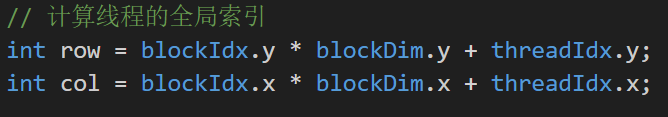 // 计算线程的全局索引
int row = blockIdx.y * blockDim.y + threadIdx.y;
int col = blockIdx.x * blockDim.x + threadIdx.x;